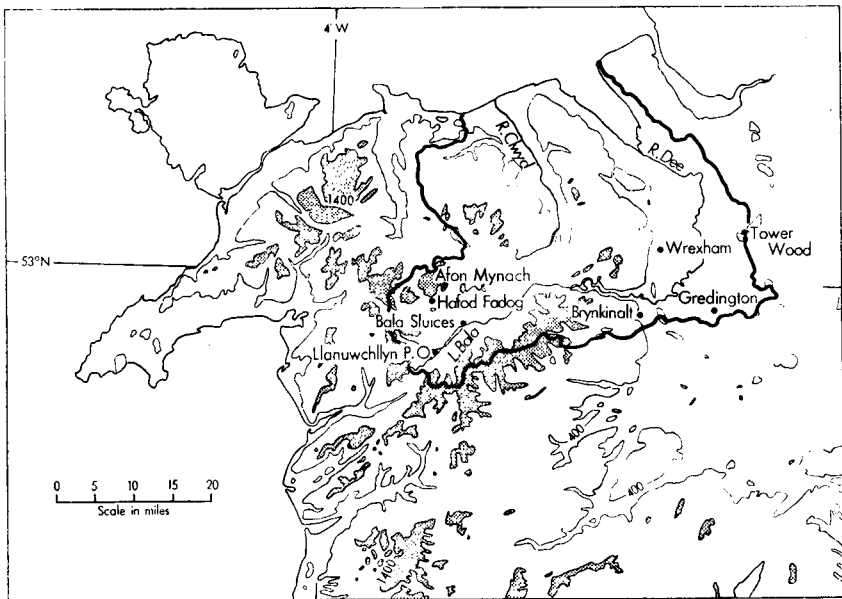 4°W
R. Clwyd
R. Dee
1400
53°N
Wrexham
Tower
Wood
Afon Mynach
Hafod Fadog
Bala Sluices
Brynkinalt
Gredington
Llanuwchllyn P.O.
L. Bala
400
400
0 5 10 15 20
Scale in miles
1400